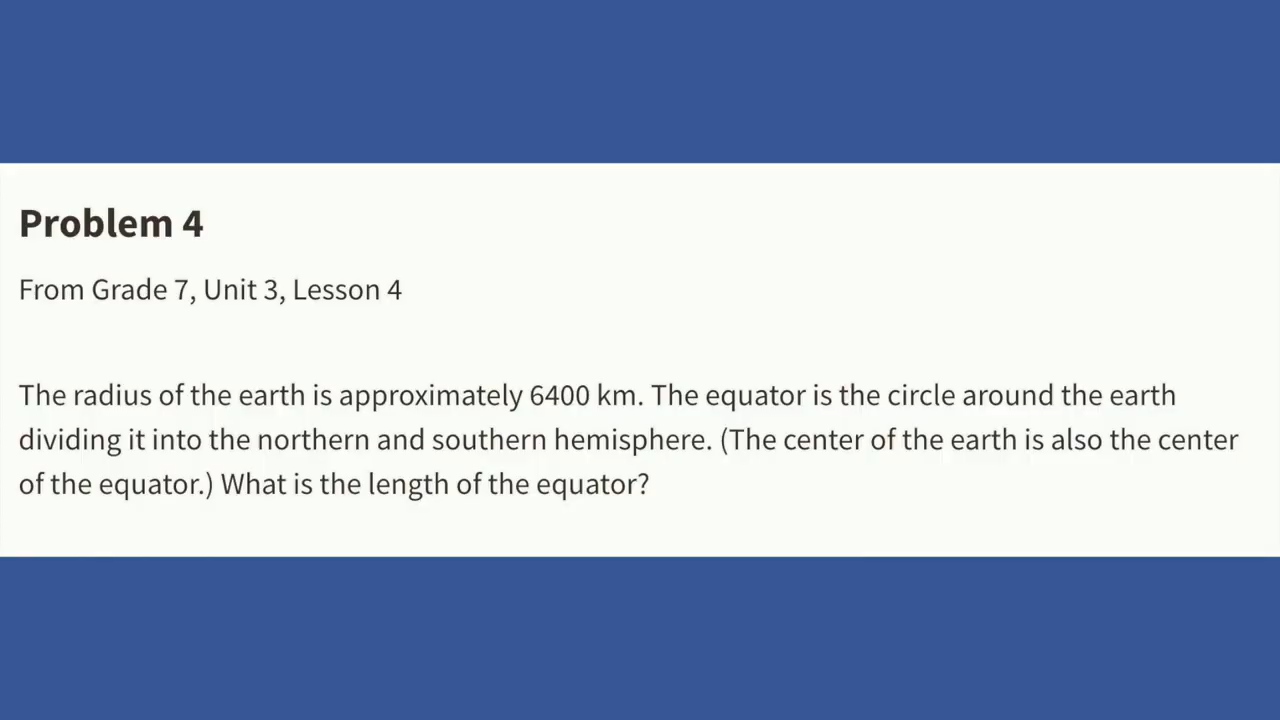 Problem 4
From Grade 7, Unit 3, Lesson 4
The radius of the earth is approximately 6400 km. The equator is the circle around the earth
dividing it into the northern and southern hemisphere. (The center of the earth is also the center
of the equator.) What is the length of the equator?